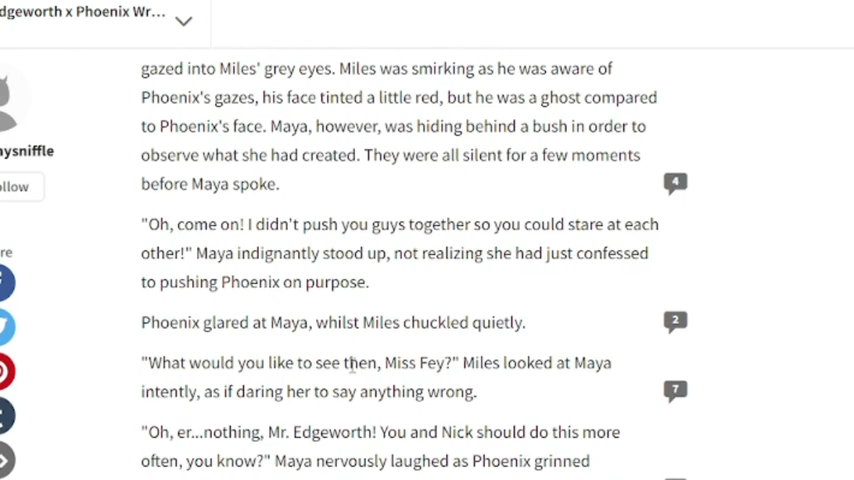 dgeworth x Phoenix Wr...
gazed into Miles' grey eyes. Miles was smirking as he was aware of
Phoenix's gazes, his face tinted a little red, but he was a ghost compared
to Phoenix's face. Maya, however, was hiding behind a bush in order to
observe what she had created. They were all silent for a few moments
before Maya spoke.
4
"Oh, come on! I didn't push you guys together so you could stare at each
other!" Maya indignantly stood up, not realizing she had just confessed
to pushing Phoenix on purpose.
Phoenix glared at Maya, whilst Miles chuckled quietly.
2
"What would you like to see then, Miss Fey?" Miles looked at Maya
intently, as if daring her to say anything wrong.
7
"Oh, er...nothing, Mr. Edgeworth! You and Nick should do this more
often, you know?" Maya nervously laughed as Phoenix grinned
aysniffle
ollow
re